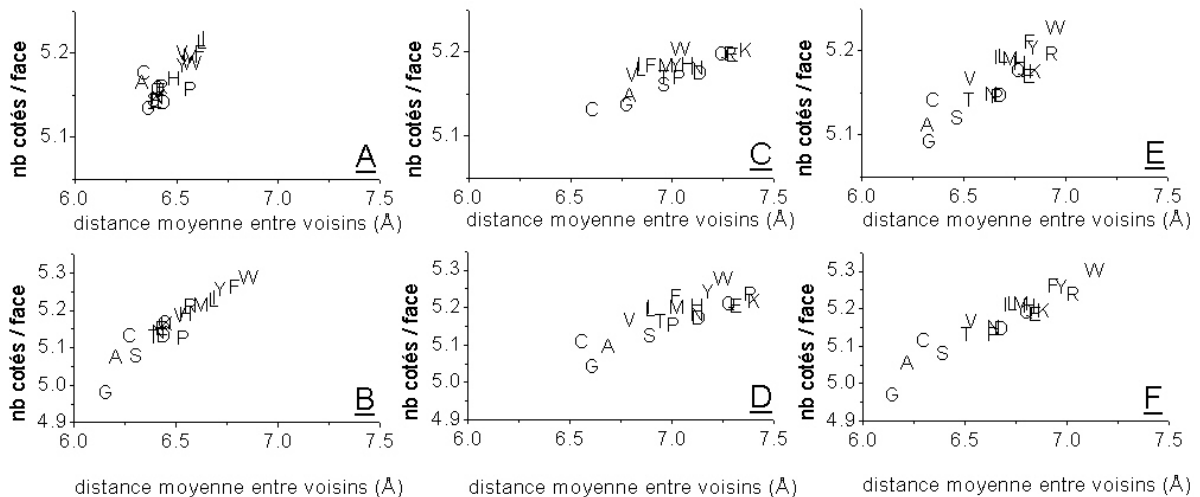 nb cotés / face
5.2
5.1
C
A
V
I
L
H
P
A
6.0
6.5
7.0
7.5
distance moyenne entre voisins (Å)
nb cotés / face
5.2
5.1
C
G
A
S
V
F
W
H
K
C
6.0
6.5
7.0
7.5
distance moyenne entre voisins (Å)
nb cotés / face
5.2
5.1
G
A
C
S
T
V
F
Y
R
K
W
E
6.0
6.5
7.0
7.5
distance moyenne entre voisins (Å)
nb cotés / face
5.3
5.2
5.1
5.0
4.9
G
A
C
S
P
M
Y
F
W
B
6.0
6.5
7.0
7.5
distance moyenne entre voisins (Å)
nb cotés / face
5.3
5.2
5.1
5.0
4.9
C
G
A
V
S
T
P
M
F
Y
W
R
K
D
6.0
6.5
7.0
7.5
distance moyenne entre voisins (Å)
nb cotés / face
5.3
5.2
5.1
5.0
4.9
G
A
C
S
T
V
K
F
Y
R
W
F
6.0
6.5
7.0
7.5
distance moyenne entre voisins (Å)